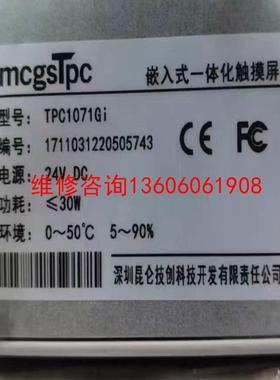 mcgsTpc 嵌入式一体化触摸屏
型号: TPC1071Gi
编号: 1711031220505743
电源: 24V DC
维修咨询13606061908
功耗: ≤30W
环境: 0～50℃ 5～90%
深圳昆仑技创科技开发有限责任公司
CE FC